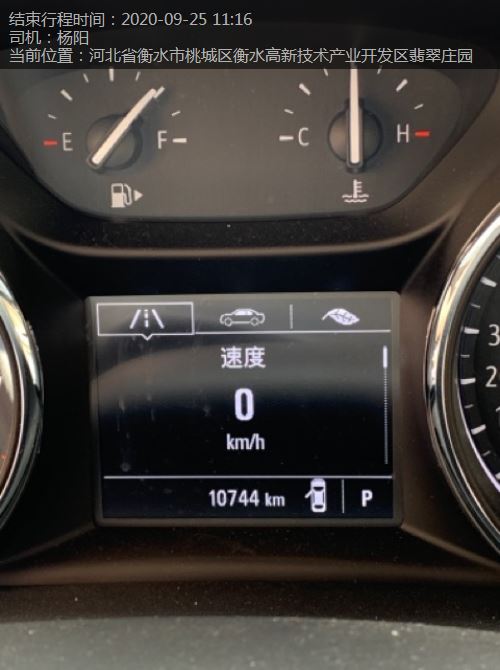 结束行程时间：2020-09-25 11:16
司机：杨阳
当前位置：河北省衡水市桃城区衡水高新技术产业开发区翡翠庄园
E F C H
速度
0
km/h
10744 km P
3
2